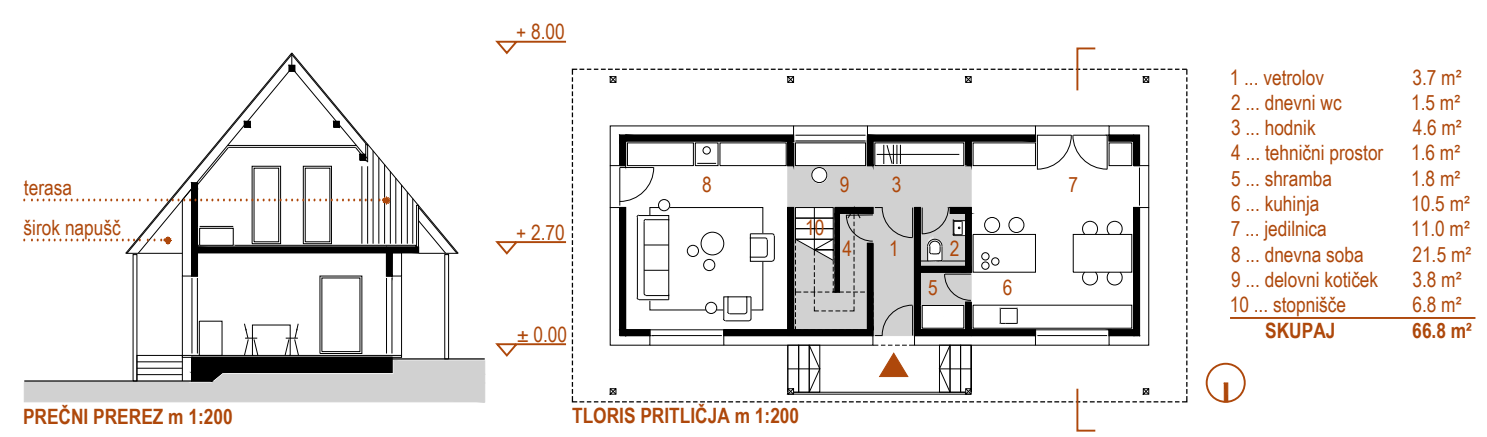 terasa
širok napušč
PREČNI PREREZ m 1:200
+ 8.00
+ 2.70
± 0.00
8
9
3
7
10
4
1
2
5
6
TLORIS PRITLIČJA m 1:200
1 ... vetrolov 3.7 m²
2 ... dnevni wc 1.5 m²
3 ... hodnik 4.6 m²
4 ... tehnični prostor 1.6 m²
5 ... shramba 1.8 m²
6 ... kuhinja 10.5 m²
7 ... jedilnica 11.0 m²
8 ... dnevna soba 21.5 m²
9 ... delovni kotiček 3.8 m²
10 ... stopnišče 6.8 m²
SKUPAJ 66.8 m²